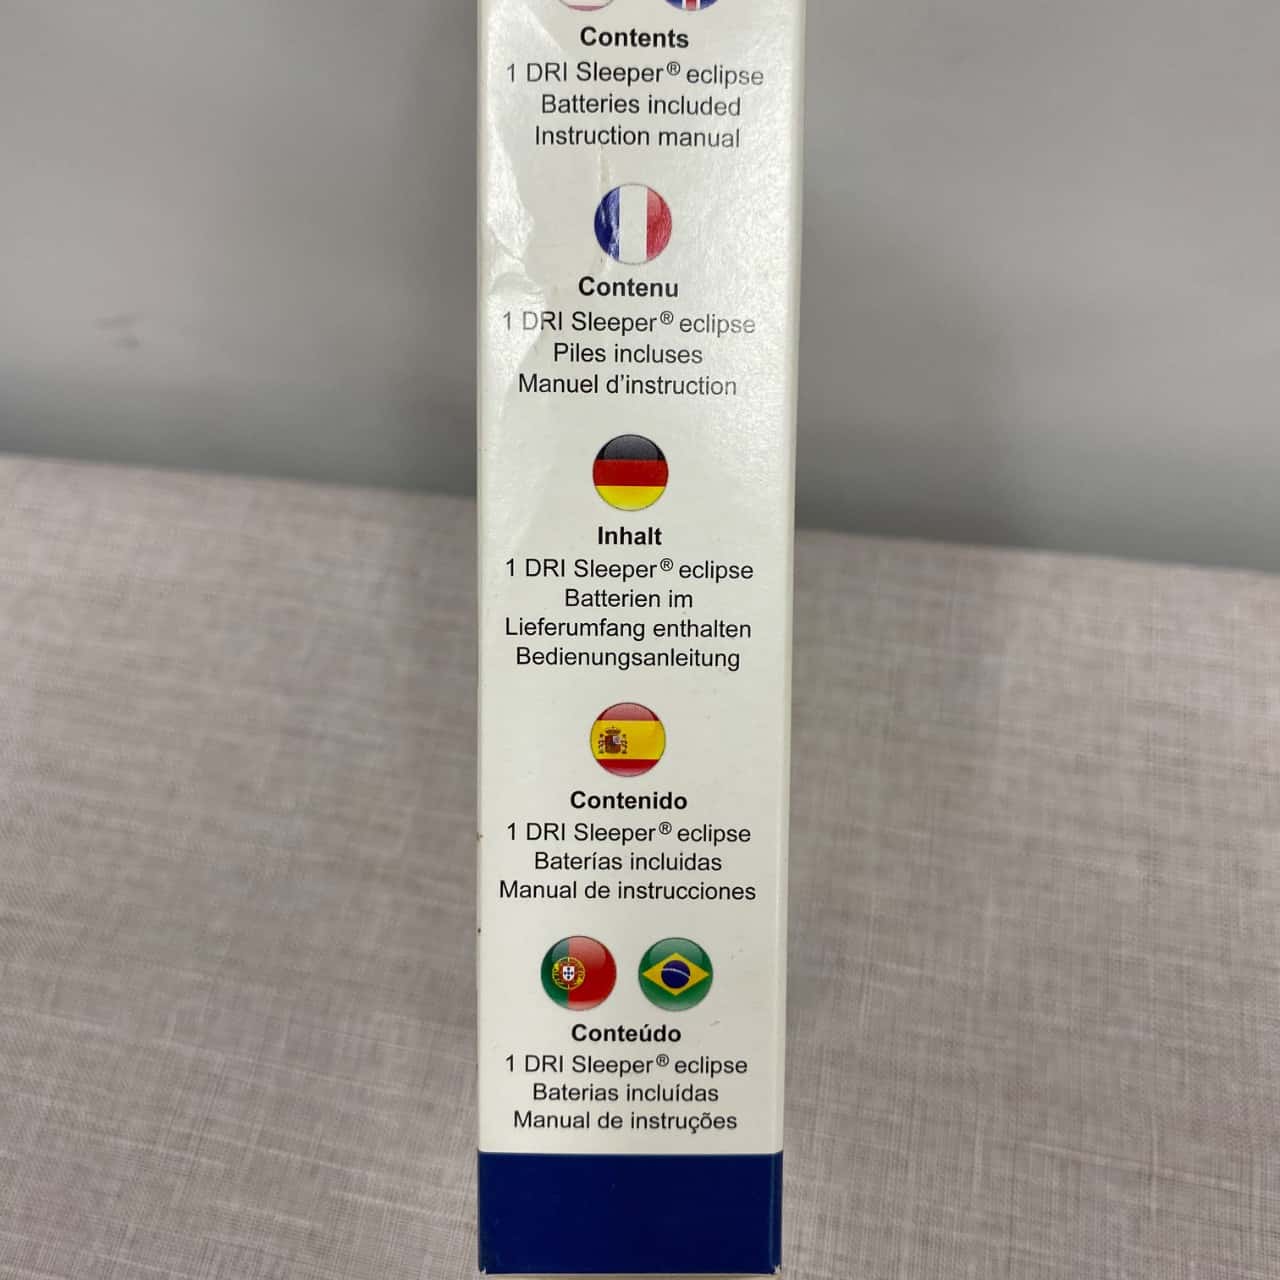 Contents
1 DRI Sleeper® eclipse
Batteries included
Instruction manual
Contenu
1 DRI Sleeper® eclipse
Piles incluses
Manuel d'instruction
Inhalt
1 DRI Sleeper® eclipse
Batterien im
Lieferumfang enthalten
Bedienungsanleitung
Contenido
1 DRI Sleeper® eclipse
Baterías incluidas
Manual de instrucciones
Conteúdo
1 DRI Sleeper® eclipse
Baterias incluídas
Manual de instruções